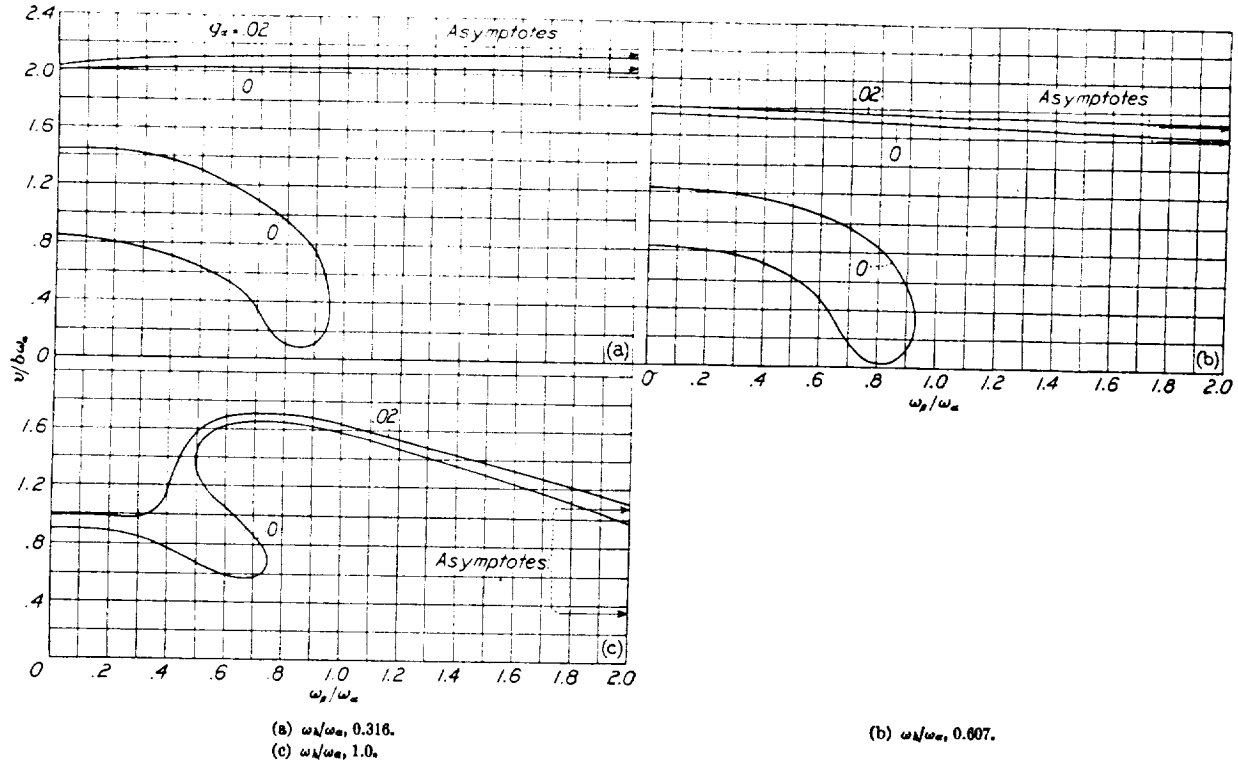 2.4
g_α=.02
Asymptotes
2.0
0
.02
Asymptotes
1.6
0
1.2
0
0
.8
.4
0
(a)
(b)
0 .2 .4 .6 .8 1.0 1.2 1.4 1.6 1.8 2.0
ω_β/ω_α
v/bω_α
.02
1.6
1.2
0
.8
Asymptotes
.4
(c)
0 .2 .4 .6 .8 1.0 1.2 1.4 1.6 1.8 2.0
ω_β/ω_α
(a) ω_h/ω_α, 0.316.
(b) ω_h/ω_α, 0.607.
(c) ω_h/ω_α, 1.0.